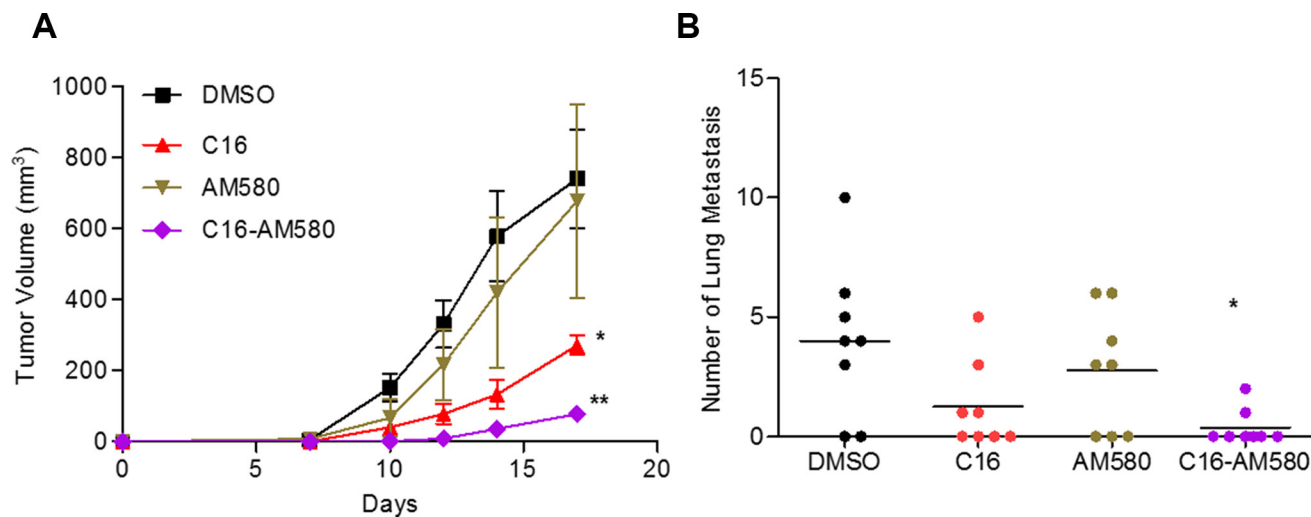 A
Tumor Volume (mm³)
1000
800
600
400
200
0
DMSO
C16
AM580
C16-AM580
*
**
0
5
10
15
20
Days
B
Number of Lung Metastasis
15
10
5
0
*
DMSO
C16
AM580
C16-AM580